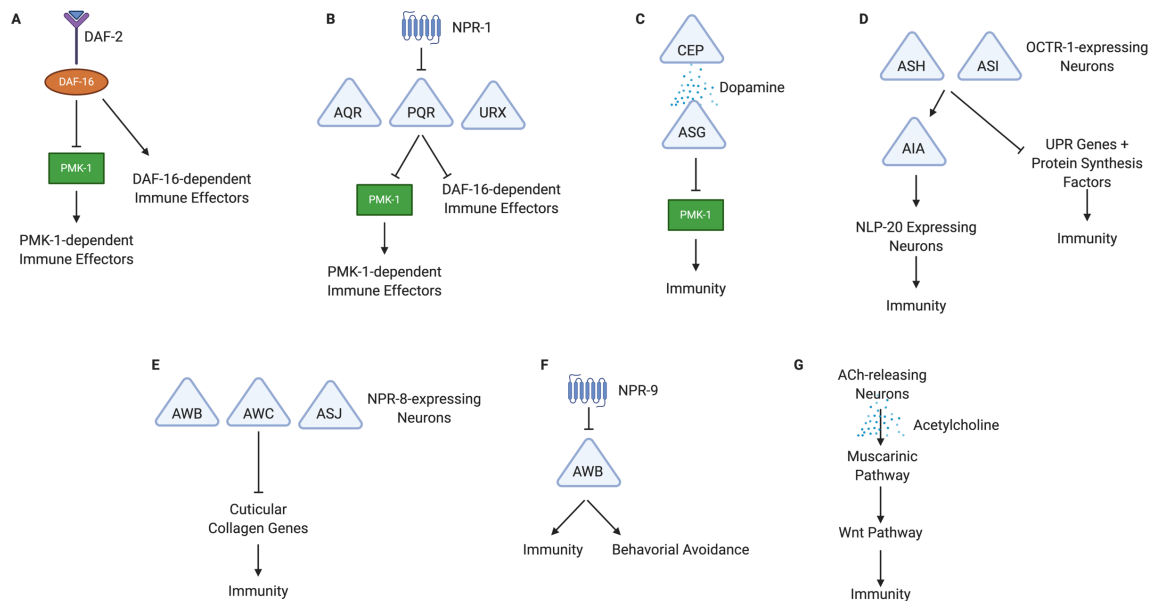 A
DAF-2
DAF-16
PMK-1
DAF-16-dependent
Immune Effectors
PMK-1-dependent
Immune Effectors
B
NPR-1
AQR
PQR
URX
PMK-1
DAF-16-dependent
Immune Effectors
PMK-1-dependent
Immune Effectors
C
CEP
Dopamine
ASG
PMK-1
Immunity
D
ASH
ASI
OCTR-1-expressing
Neurons
AIA
UPR Genes +
Protein Synthesis
Factors
NLP-20 Expressing
Neurons
Immunity
Immunity
E
AWB
AWC
ASJ
NPR-8-expressing
Neurons
Cuticular
Collagen Genes
Immunity
F
NPR-9
AWB
Immunity
Behavorial Avoidance
G
ACh-releasing
Neurons
Acetylcholine
Muscarinic
Pathway
Wnt Pathway
Immunity